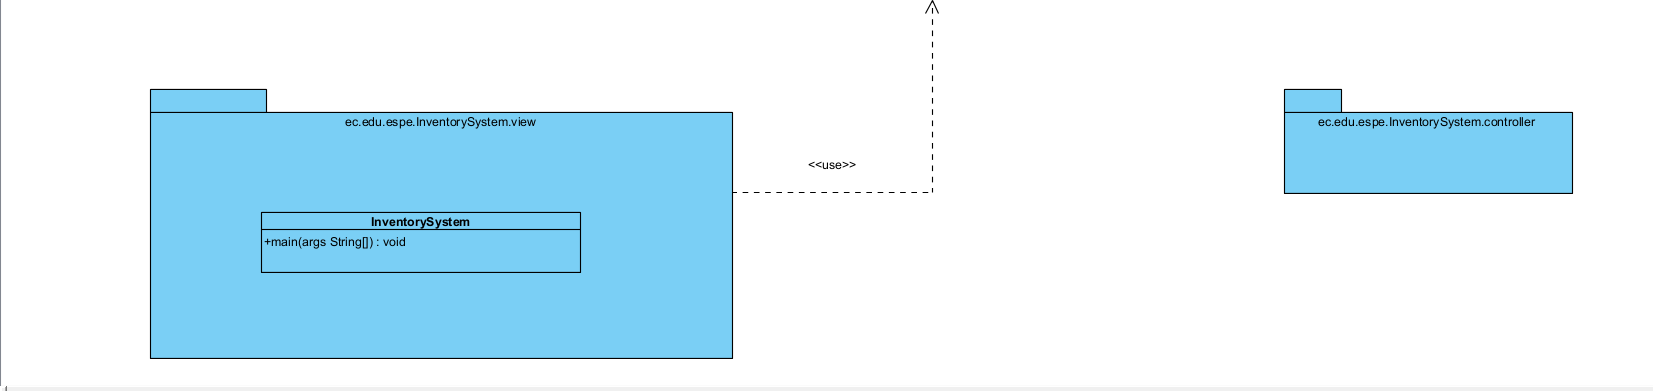 ec.edu.espe.InventorySystem.view
ec.edu.espe.InventorySystem.controller
<<use>>
InventorySystem
+main(args String[]) : void